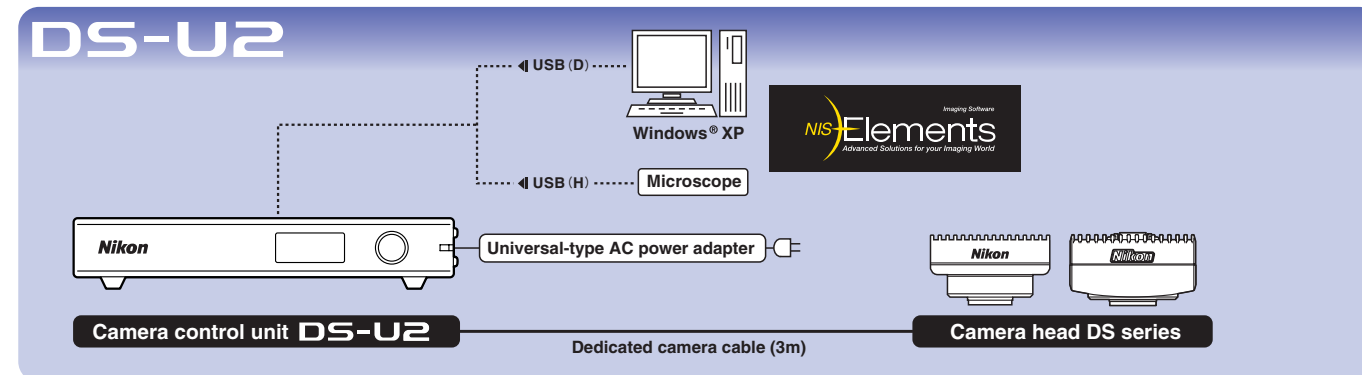 DS-U2
USB (D)
Windows® XP
Imaging Software
NIS Elements
Advanced Solutions for your Imaging World
USB (H)
Microscope
Nikon
Universal-type AC power adapter
Nikon
Nikon
Camera control unit DS-U2
Camera head DS series
Dedicated camera cable (3m)